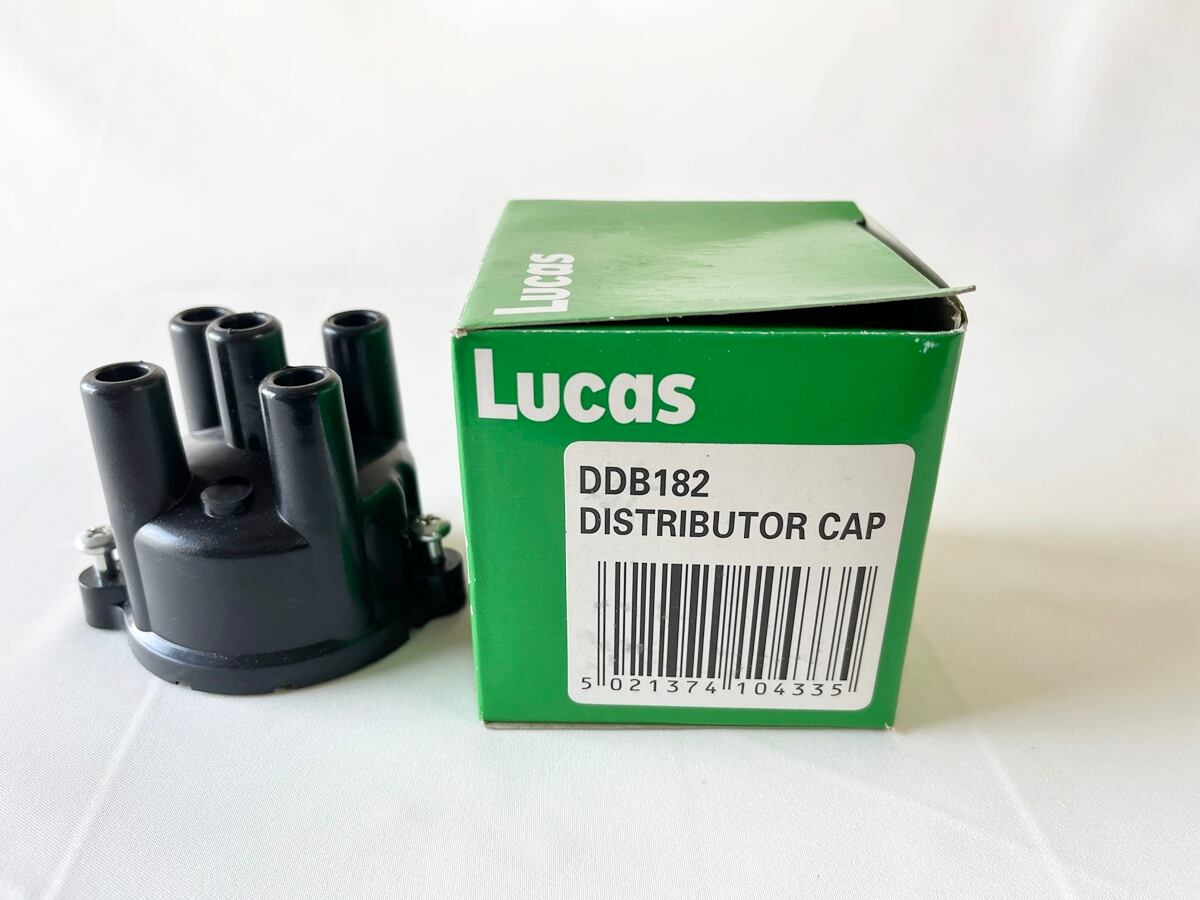 Lucas
Lucas
DDB182
DISTRIBUTOR CAP
5 021374 104335